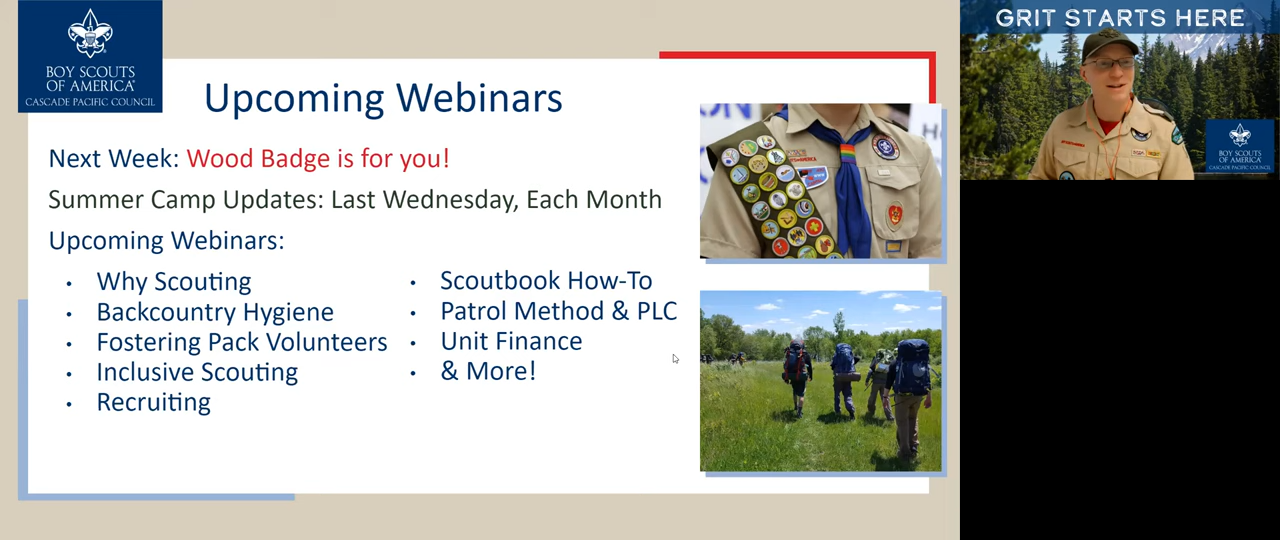 BOY SCOUTS
OF AMERICA®
CASCADE PACIFIC COUNCIL
Upcoming Webinars
Next Week: Wood Badge is for you!
Summer Camp Updates: Last Wednesday, Each Month
Upcoming Webinars:
• Why Scouting
• Backcountry Hygiene
• Fostering Pack Volunteers
• Inclusive Scouting
• Recruiting
• Scoutbook How-To
• Patrol Method & PLC
• Unit Finance
• & More!
GRIT STARTS HERE
BOY SCOUTS
OF AMERICA
CASCADE PACIFIC COUNCIL